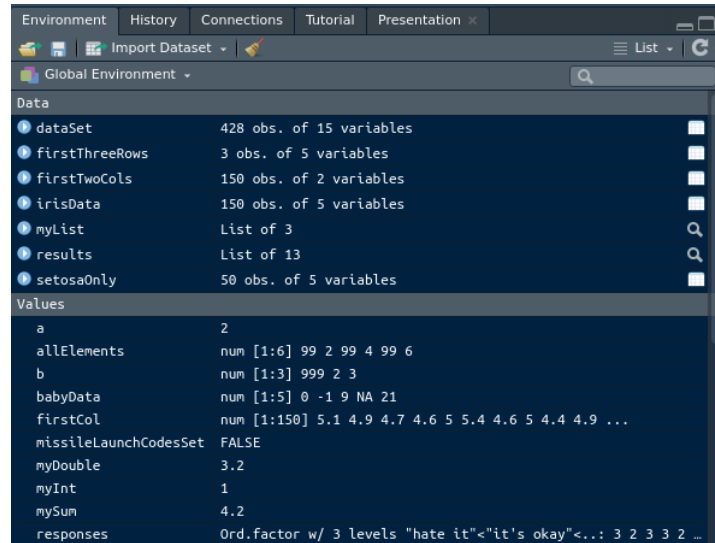 Environment History Connections Tutorial Presentation
Import Dataset List
Global Environment
Data
dataSet 428 obs. of 15 variables
firstThreeRows 3 obs. of 5 variables
firstTwoCols 150 obs. of 2 variables
irisData 150 obs. of 5 variables
myList List of 3
results List of 13
setosaOnly 50 obs. of 5 variables
Values
a 2
allElements num [1:6] 99 2 99 4 99 6
b num [1:3] 999 2 3
babyData num [1:5] 0 -1 9 NA 21
firstCol num [1:150] 5.1 4.9 4.7 4.6 5 5.4 4.6 5 4.4 4.9 ...
missileLaunchCodesSet FALSE
myDouble 3.2
myInt 1
mySum 4.2
responses Ord.factor w/ 3 levels "hate it"<"it's okay"<..: 3 2 3 3 2 …